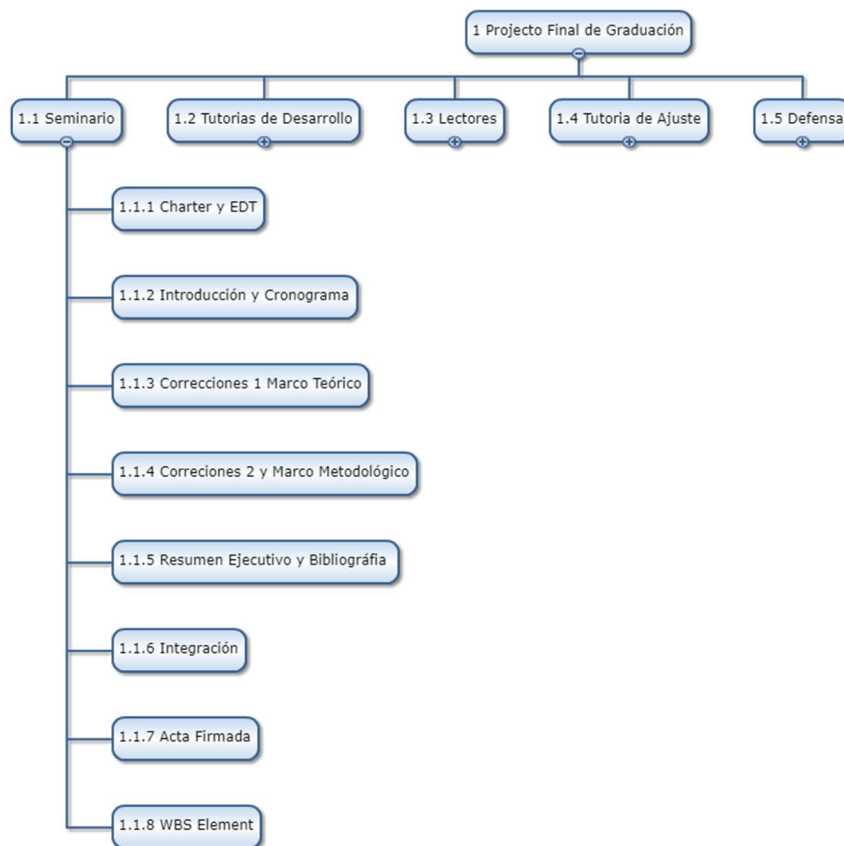 1 Projecto Final de Graduación
1.1 Seminario
1.2 Tutorias de Desarrollo
1.3 Lectores
1.4 Tutoria de Ajuste
1.5 Defensa
1.1.1 Charter y EDT
1.1.2 Introducción y Cronograma
1.1.3 Correcciones 1 Marco Teórico
1.1.4 Correciones 2 y Marco Metodológico
1.1.5 Resumen Ejecutivo y Bibliográfia
1.1.6 Integración
1.1.7 Acta Firmada
1.1.8 WBS Element